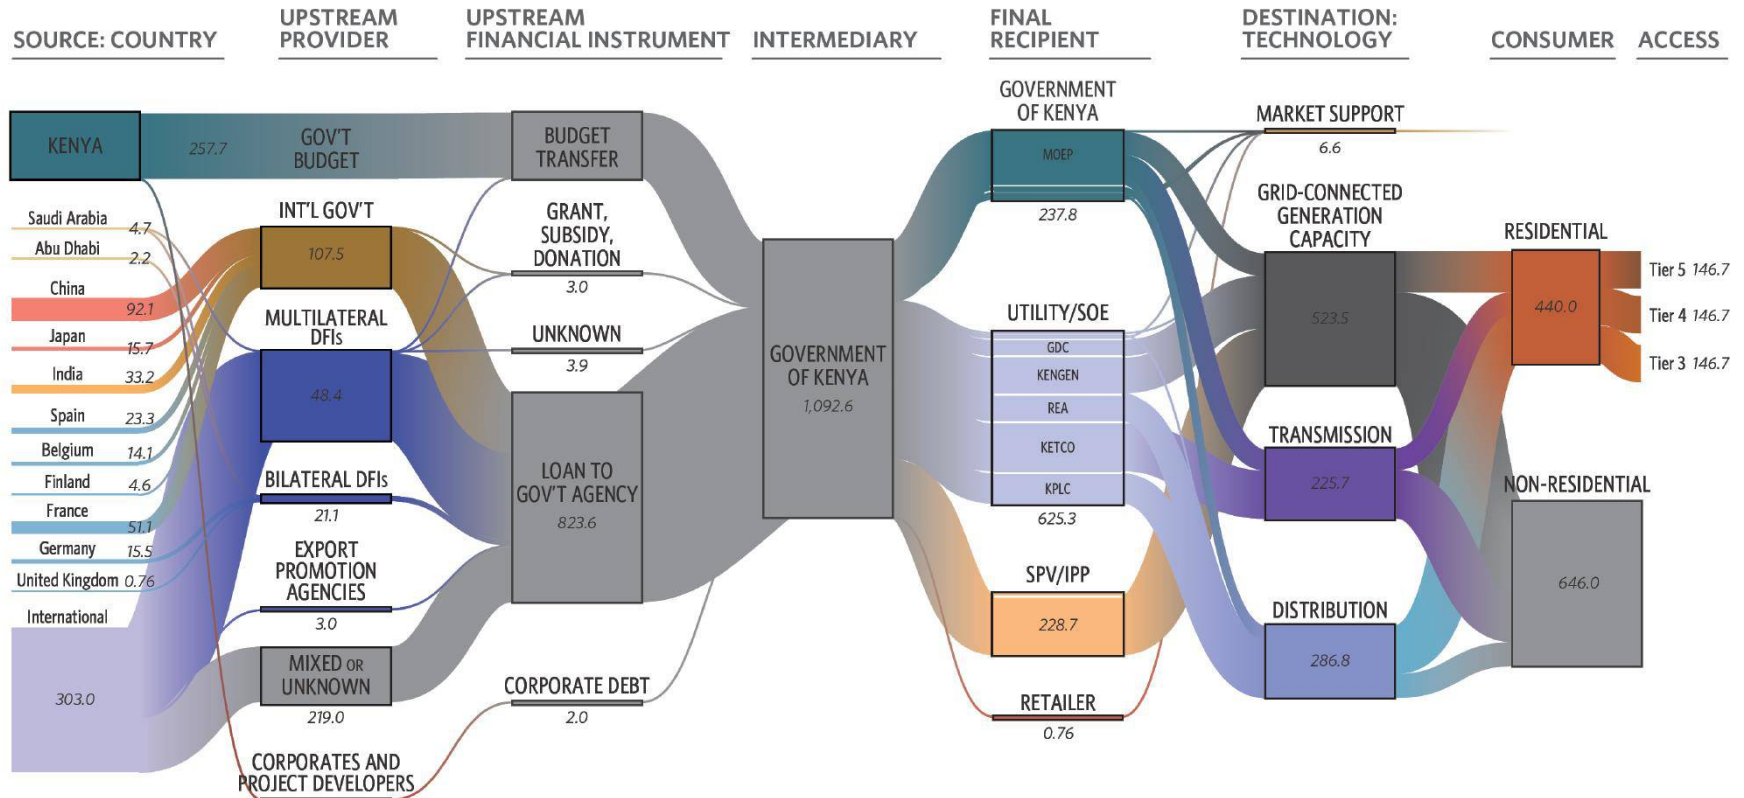 SOURCE: COUNTRY
UPSTREAM
PROVIDER
UPSTREAM
FINANCIAL INSTRUMENT
INTERMEDIARY
FINAL
RECIPIENT
DESTINATION:
TECHNOLOGY
CONSUMER
ACCESS
KENYA
257.7
Saudi Arabia 4.7
Abu Dhabi 2.2
China
92.1
Japan
15.7
India 33.2
Spain
23.3
Belgium
14.1
Finland 4.6
France
51.1
Germany 15.5
United Kingdom 0.76
International
303.0
GOV'T
BUDGET
INT'L GOV'T
107.5
MULTILATERAL
DFIs
48.4
BILATERAL DFIs
21.1
EXPORT
PROMOTION
AGENCIES
3.0
MIXED OR
UNKNOWN
219.0
CORPORATES AND
PROJECT DEVELOPERS
BUDGET
TRANSFER
GRANT,
SUBSIDY,
DONATION
3.0
UNKNOWN
3.9
LOAN TO
GOV'T AGENCY
823.6
CORPORATE DEBT
2.0
GOVERNMENT
OF KENYA
1,092.6
GOVERNMENT
OF KENYA
MOEP
237.8
UTILITY/SOE
GDC
KENGEN
REA
KETCO
KPLC
625.3
SPV/IPP
228.7
RETAILER
0.76
MARKET SUPPORT
6.6
GRID-CONNECTED
GENERATION
CAPACITY
523.5
TRANSMISSION
225.7
DISTRIBUTION
286.8
RESIDENTIAL
440.0
NON-RESIDENTIAL
646.0
Tier 5 146.7
Tier 4 146.7
Tier 3 146.7